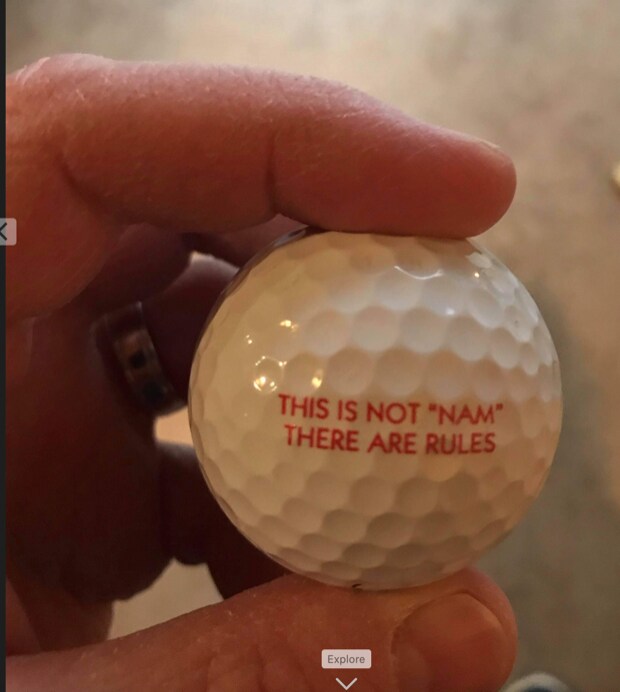 THIS IS NOT "NAM"
THERE ARE RULES
Explore